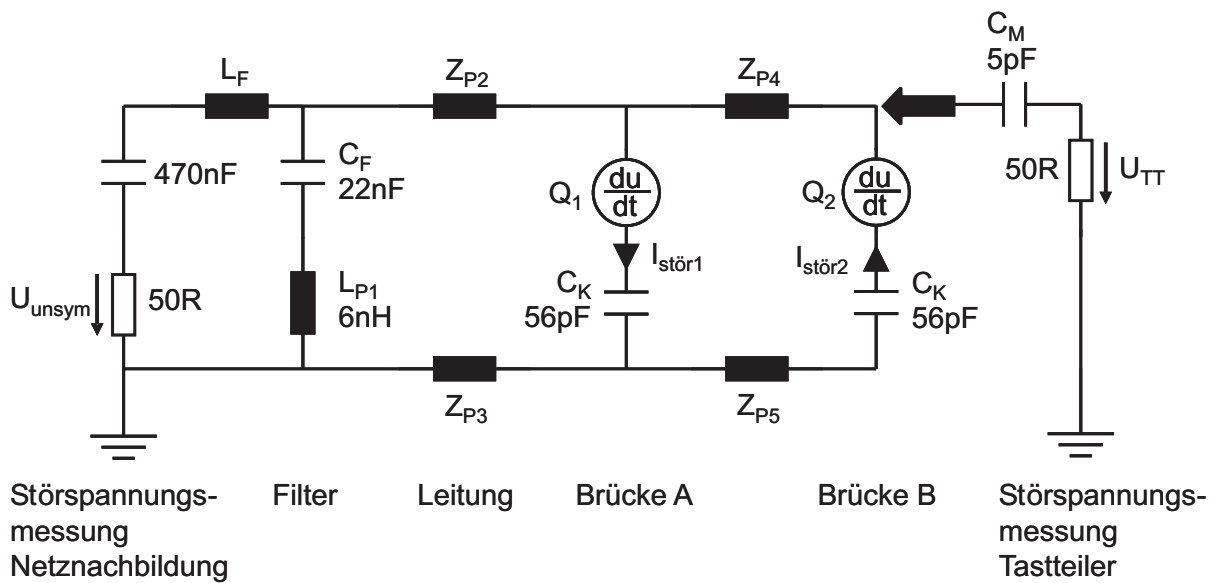 C_M
5pF
L_F
Z_P2
Z_P4
470nF
C_F
22nF
Q_1
du
dt
Q_2
du
dt
50R
U_TT
I_stör1
I_stör2
U_unsym
50R
L_P1
6nH
C_K
56pF
C_K
56pF
Z_P3
Z_P5
Störspannungs-
messung
Netznachbildung
Filter
Leitung
Brücke A
Brücke B
Störspannungs-
messung
Tastteiler